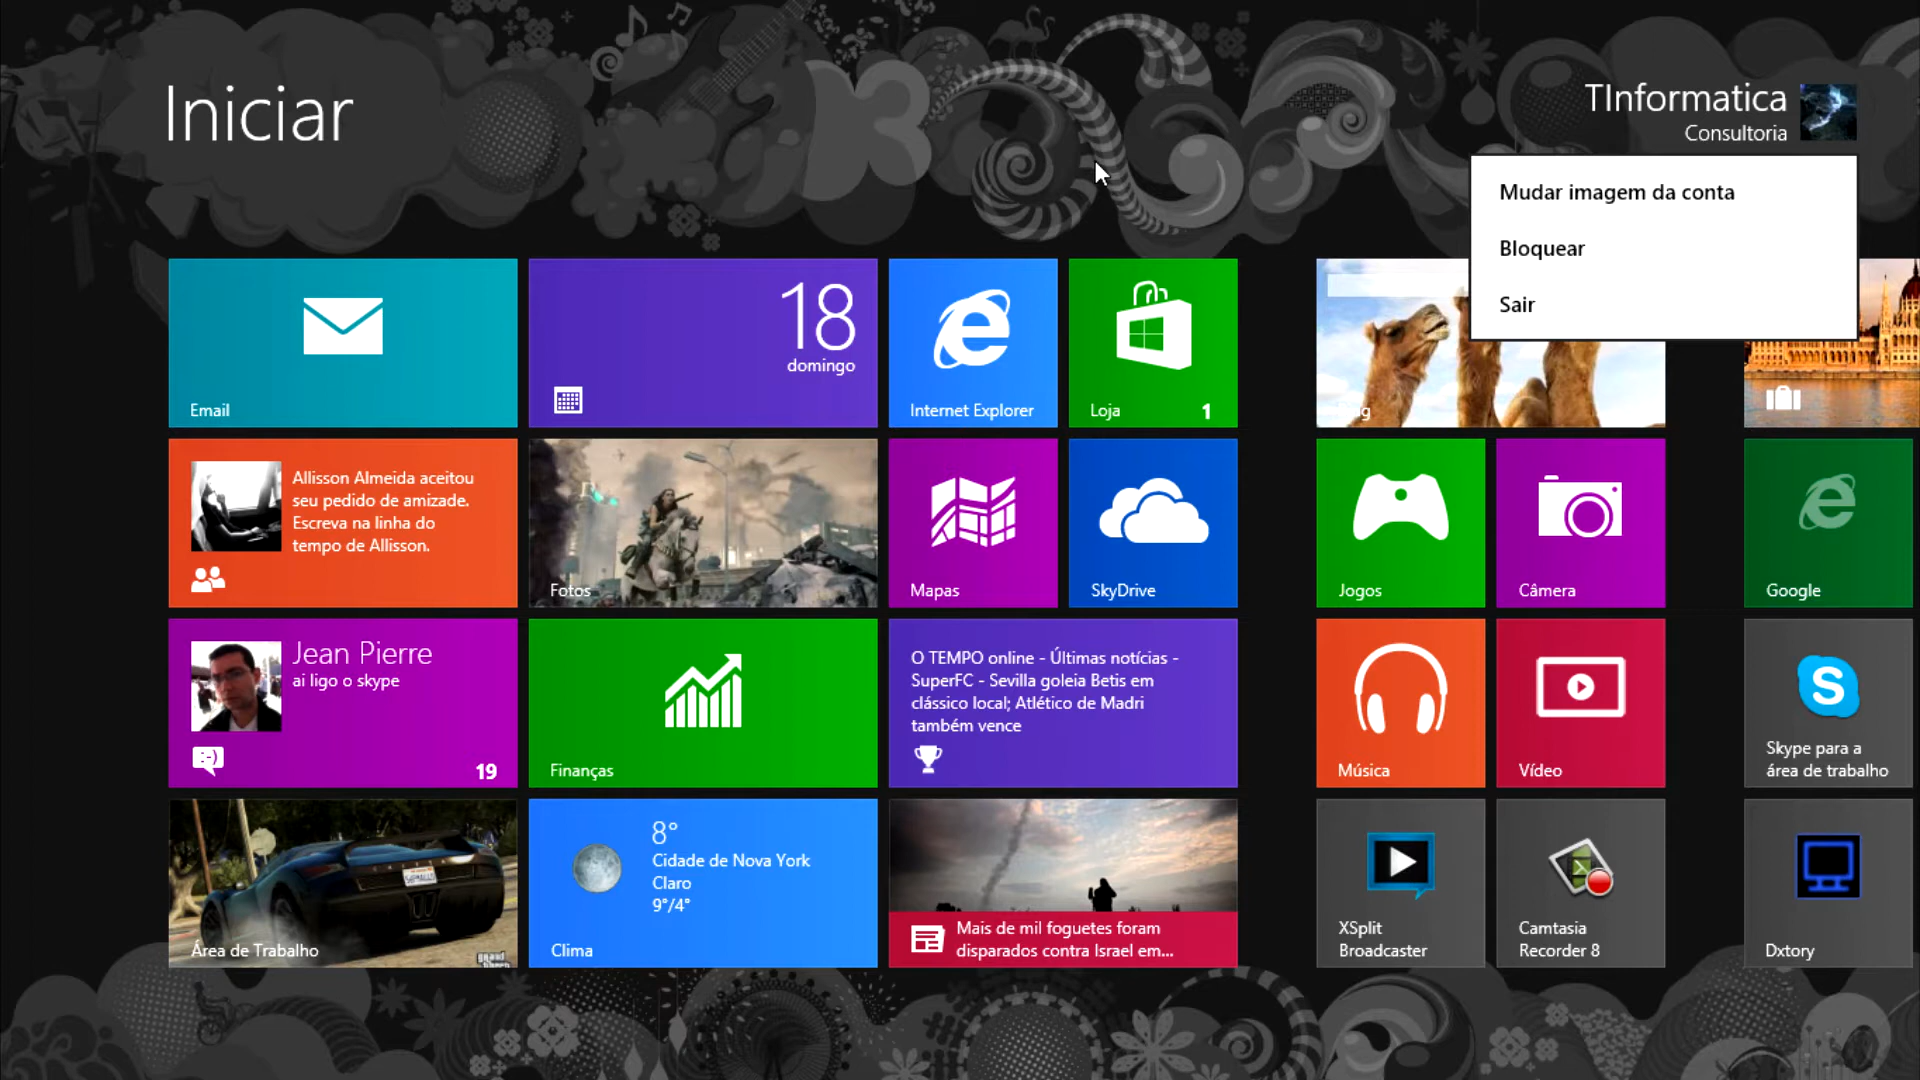 Iniciar
TInformatica
Consultoria
Mudar imagem da conta
Bloquear
Sair
Email
18
domingo
Internet Explorer
Loja
1
Allisson Almeida aceitou
seu pedido de amizade.
Escreva na linha do
tempo de Allisson.
Fotos
Mapas
SkyDrive
Jogos
Câmera
Google
Jean Pierre
ai ligo o skype
:-)
19
Finanças
O TEMPO online - Últimas notícias -
SuperFC - Sevilla goleia Betis em
clássico local; Atlético de Madri
também vence
Música
Vídeo
Skype para a
área de trabalho
Área de Trabalho
8°
Cidade de Nova York
Claro
9°/4°
Clima
Mais de mil foguetes foram
disparados contra Israel em...
XSplit
Broadcaster
Camtasia
Recorder 8
Dxtory